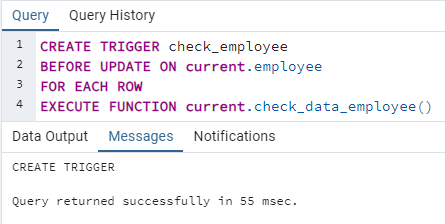 Query Query History
1 CREATE TRIGGER check_employee
2 BEFORE UPDATE ON current.employee
3 FOR EACH ROW
4 EXECUTE FUNCTION current.check_data_employee()
Data Output Messages Notifications
CREATE TRIGGER
Query returned successfully in 55 msec.